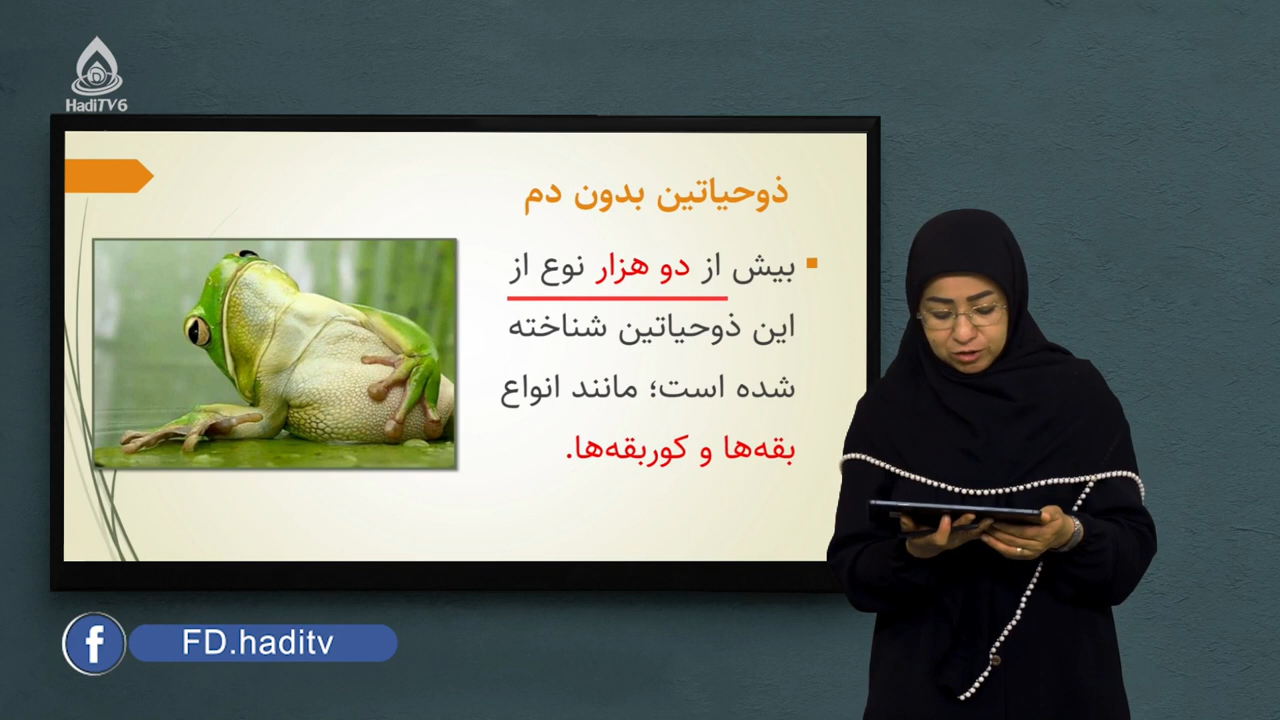 HadiTV6
ذوحیاتین بدون دم
بیش از دو هزار نوع از
این ذوحیاتین شناخته
شده است؛ مانند انواع
بقه‌ها و کوربقه‌ها.
f FD.haditv